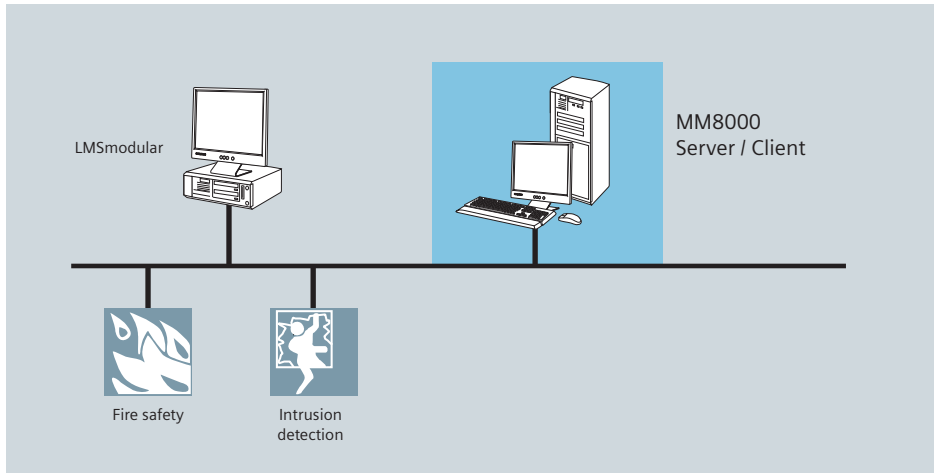 LMSmodular
MM8000
Server / Client
Fire safety
Intrusion
detection